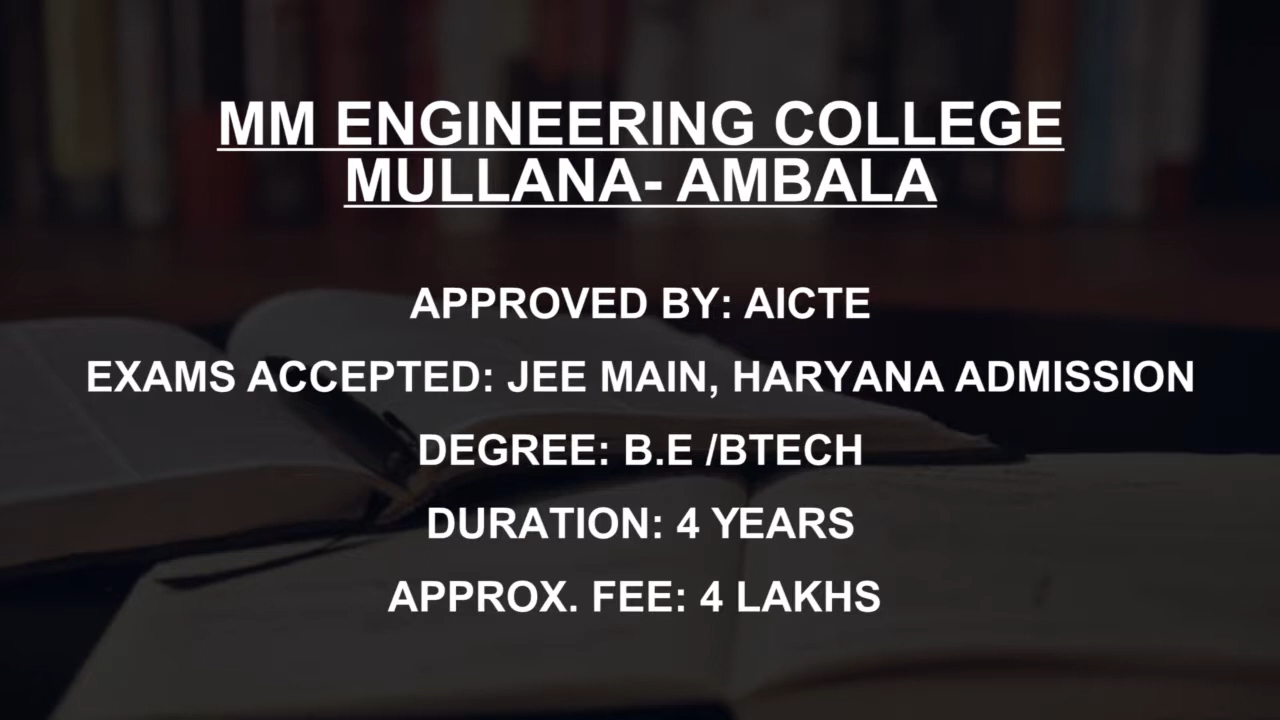 MM ENGINEERING COLLEGE
MULLANA- AMBALA
APPROVED BY: AICTE
EXAMS ACCEPTED: JEE MAIN, HARYANA ADMISSION
DEGREE: B.E /BTECH
DURATION: 4 YEARS
APPROX. FEE: 4 LAKHS